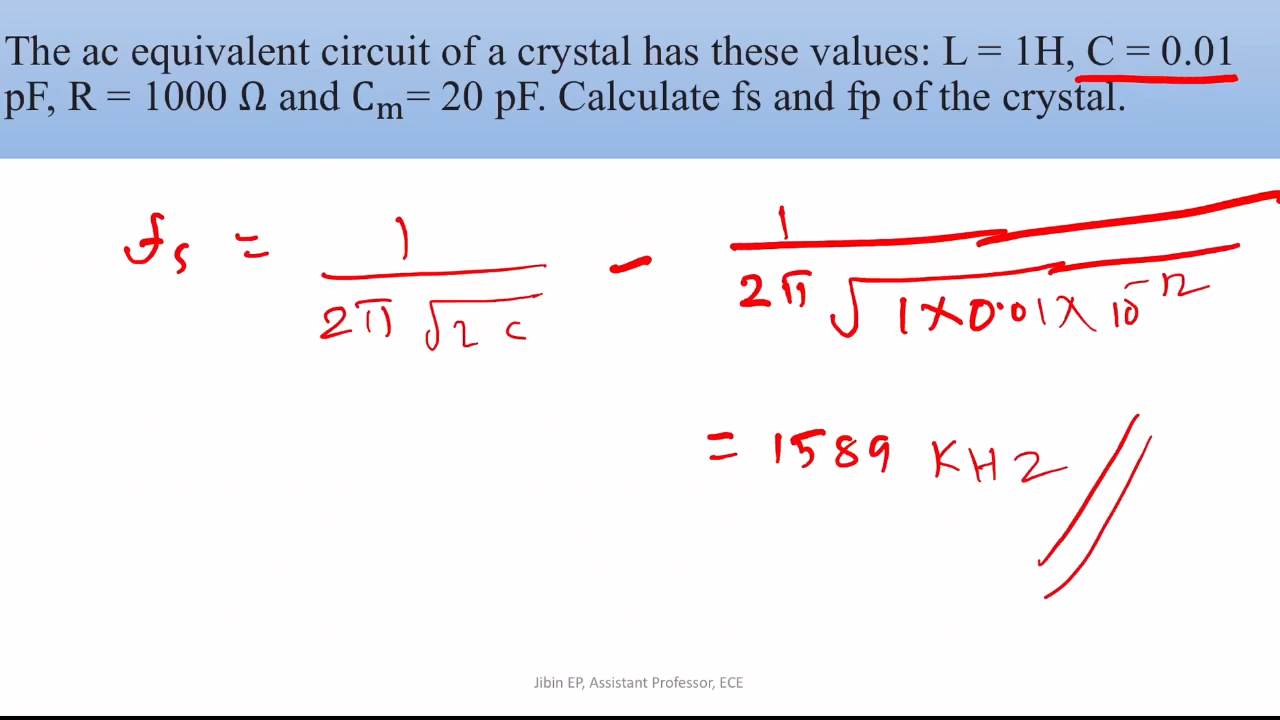 The ac equivalent circuit of a crystal has these values: L = 1H, C = 0.01
pF, R = 1000 Ω and Cm= 20 pF. Calculate fs and fp of the crystal.
fs = 1 / 2π √LC - 1 / 2π √1×0.01×10^-12
= 1589 KHZ
Jibin EP, Assistant Professor, ECE